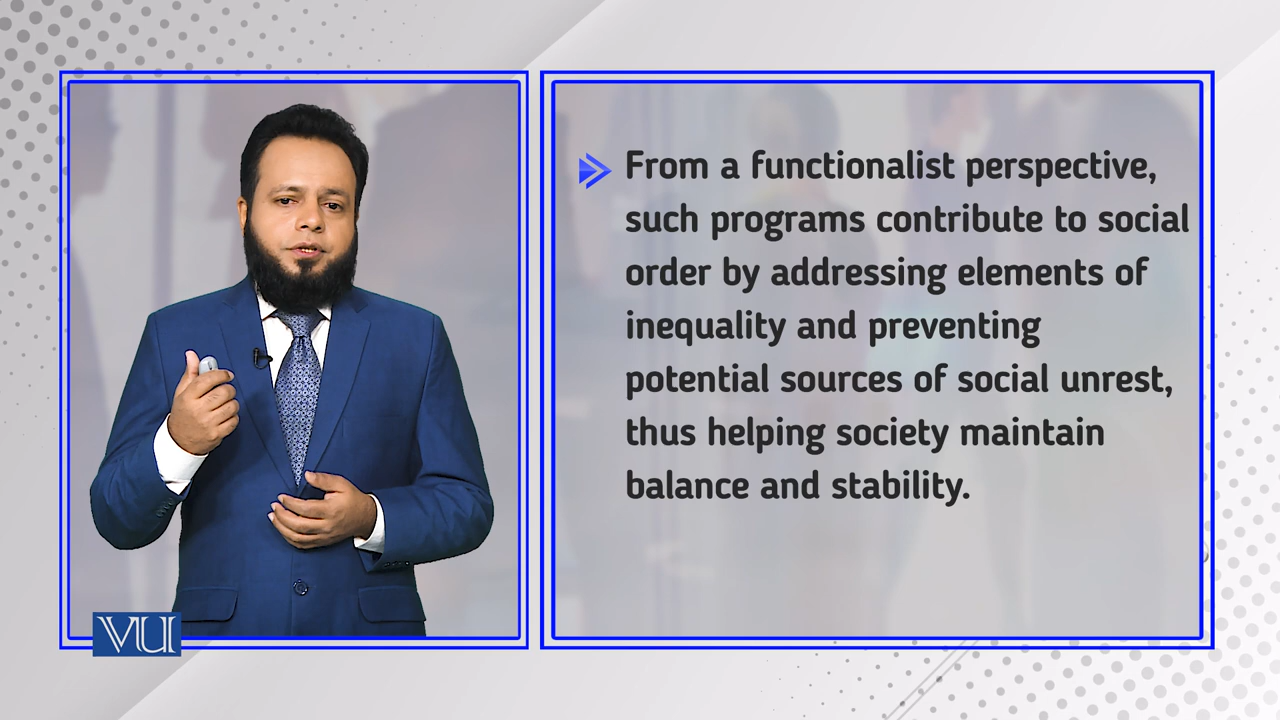 From a functionalist perspective,
such programs contribute to social
order by addressing elements of
inequality and preventing
potential sources of social unrest,
thus helping society maintain
balance and stability.
VU